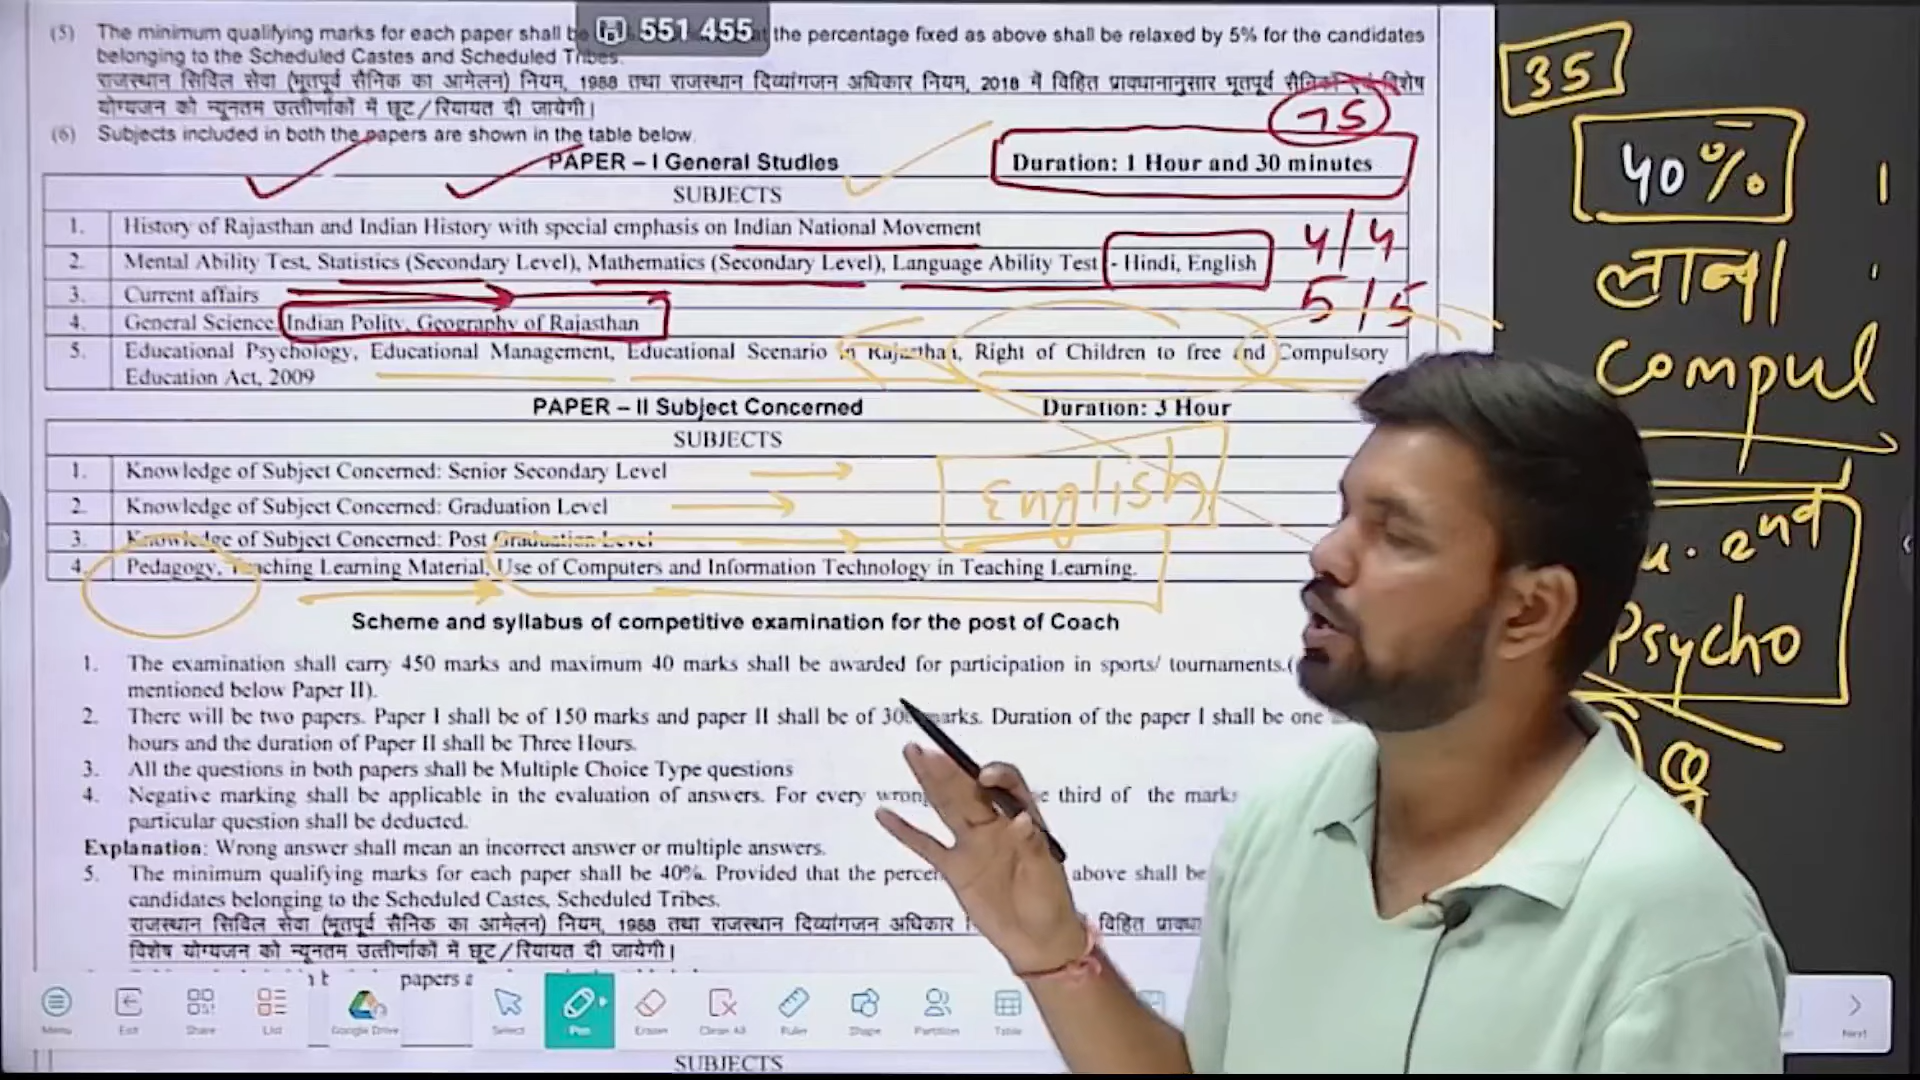 551 455
(5) The minimum qualifying marks for each paper shall be the percentage fixed as above shall be relaxed by 5% for the candidates
belonging to the Scheduled Castes and Scheduled Tribes.
राजस्थान सिविल सेवा (भूतपूर्व सैनिक का आमेलन) नियम, 1988 तथा राजस्थान दिव्यांगजन अधिकार नियम, 2018 में विहित प्रावधानानुसार भूतपूर्व सैनिकों एवं विशेष
योग्यजन को न्यूनतम उत्तीर्णांकों में छूट/रियायत दी जायेगी।
(6) Subjects included in both the papers are shown in the table below.
75
PAPER – I General Studies Duration: 1 Hour and 30 minutes
SUBJECTS
1. History of Rajasthan and Indian History with special emphasis on Indian National Movement
4/4
2. Mental Ability Test, Statistics (Secondary Level), Mathematics (Secondary Level), Language Ability Test - Hindi, English
3. Current affairs
5/5
4. General Science, Indian Polity, Geography of Rajasthan
5. Educational Psychology, Educational Management, Educational Scenario in Rajasthan, Right of Children to free and Compulsory
Education Act, 2009
PAPER – II Subject Concerned Duration: 3 Hour
SUBJECTS
1. Knowledge of Subject Concerned: Senior Secondary Level
English
2. Knowledge of Subject Concerned: Graduation Level
3. Knowledge of Subject Concerned: Post Graduation Level
4. Pedagogy, Teaching Learning Material, Use of Computers and Information Technology in Teaching Learning.
Scheme and syllabus of competitive examination for the post of Coach
1. The examination shall carry 450 marks and maximum 40 marks shall be awarded for participation in sports/ tournaments.(
mentioned below Paper II).
2. There will be two papers. Paper I shall be of 150 marks and paper II shall be of 300 marks. Duration of the paper I shall be one
hours and the duration of Paper II shall be Three Hours.
3. All the questions in both papers shall be Multiple Choice Type questions
4. Negative marking shall be applicable in the evaluation of answers. For every wrong third of the marks
particular question shall be deducted.
Explanation: Wrong answer shall mean an incorrect answer or multiple answers.
5. The minimum qualifying marks for each paper shall be 40%. Provided that the above shall be
candidates belonging to the Scheduled Castes, Scheduled Tribes.
राजस्थान सिविल सेवा (भूतपूर्व सैनिक का आमेलन) नियम, 1988 तथा राजस्थान दिव्यांगजन अधिकार विहित
विशेष योग्यजन को न्यूनतम उत्तीर्णांकों में छूट/रियायत दी जायेगी।
papers
Menu Exit Share List Google Drive Select Pen Eraser Clean All Ruler Shape Partition Table Next
SUBJECTS
35
40%
लाना
Compul
2nd
Psycho